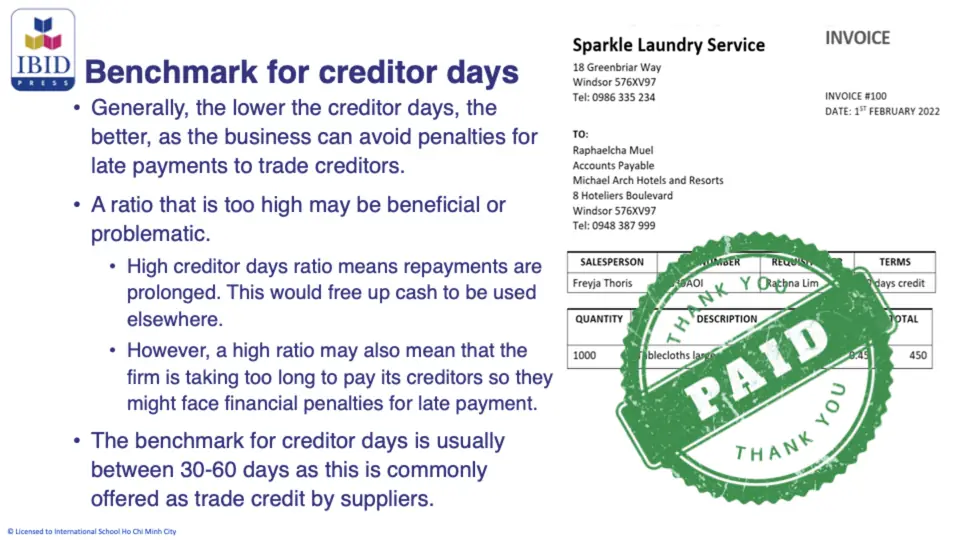 IBID
PRESS
Benchmark for creditor days
• Generally, the lower the creditor days, the
better, as the business can avoid penalties for
late payments to trade creditors.
• A ratio that is too high may be beneficial or
problematic.
• High creditor days ratio means repayments are
prolonged. This would free up cash to be used
elsewhere.
• However, a high ratio may also mean that the
firm is taking too long to pay its creditors so they
might face financial penalties for late payment.
• The benchmark for creditor days is usually
between 30-60 days as this is commonly
offered as trade credit by suppliers.
© Licensed to International School Ho Chi Minh City
Sparkle Laundry Service
18 Greenbriar Way
Windsor 576XV97
Tel: 0986 335 234
INVOICE
INVOICE #100
DATE: 1ST FEBRUARY 2022
TO:
Raphaelcha Muel
Accounts Payable
Michael Arch Hotels and Resorts
8 Hoteliers Boulevard
Windsor 576XV97
Tel: 0948 387 999
SALESPERSON TERMS
Freyja Thoris Rachna Lim days credit
QUANTITY DESCRIPTION TOTAL
1000 450
THANK YOU
PAID
THANK YOU